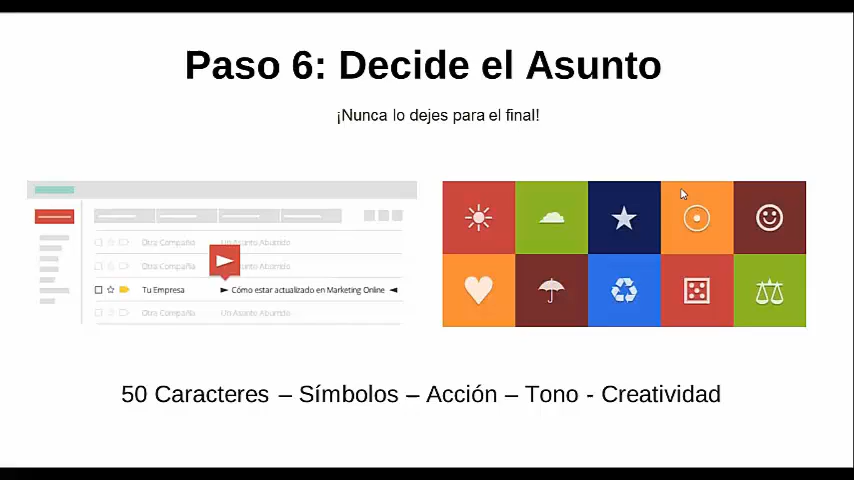 Paso 6: Decide el Asunto
¡Nunca lo dejes para el final!
Otra Compañía Un Asunto Aburrido
Otra Compañía Un Asunto Aburrido
Tu Empresa ► Cómo estar actualizado en Marketing Online ◄
Otra Compañía Un Asunto Aburrido
50 Caracteres – Símbolos – Acción – Tono - Creatividad